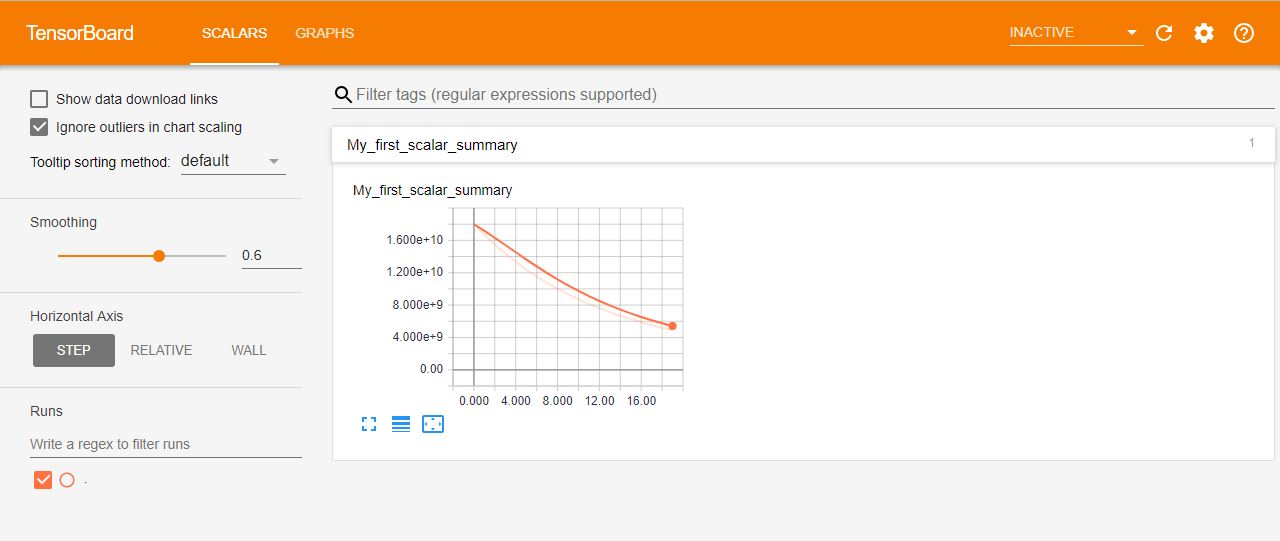 TensorBoard SCALARS GRAPHS INACTIVE
Show data download links
Ignore outliers in chart scaling
Tooltip sorting method: default
Smoothing
0.6
Horizontal Axis
STEP RELATIVE WALL
Runs
Write a regex to filter runs
.
Filter tags (regular expressions supported)
My_first_scalar_summary 1
My_first_scalar_summary
1.600e+10
1.200e+10
8.000e+9
4.000e+9
0.00
0.000 4.000 8.000 12.00 16.00